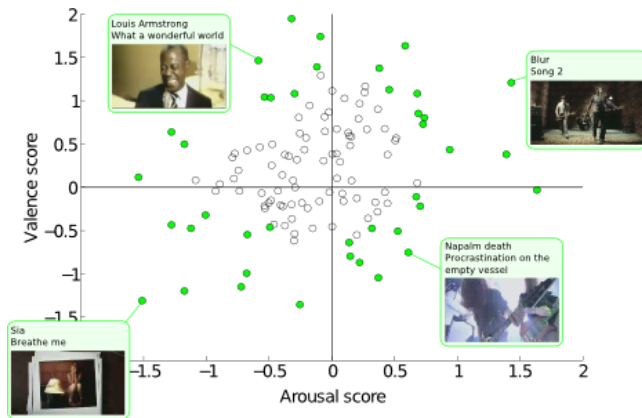 2
1.5
1
0.5
0
-0.5
-1
-1.5
Valence score
Louis Armstrong
What a wonderful world
Blur
Song 2
Napalm death
Procrastination on the
empty vessel
Sia
Breathe me
-1.5 -1 -0.5 0 0.5 1 1.5 2
Arousal score